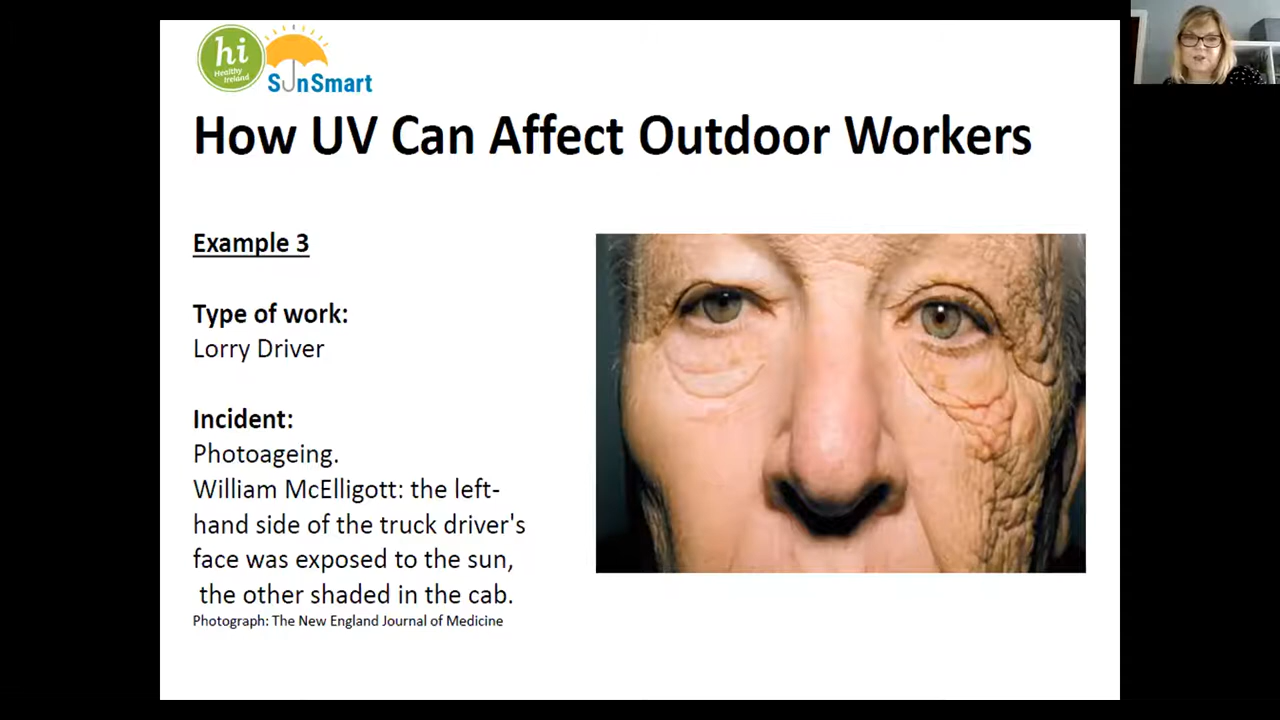 hi
Healthy
Ireland
SunSmart
How UV Can Affect Outdoor Workers
Example 3
Type of work:
Lorry Driver
Incident:
Photoageing.
William McElligott: the left-
hand side of the truck driver's
face was exposed to the sun,
the other shaded in the cab.
Photograph: The New England Journal of Medicine